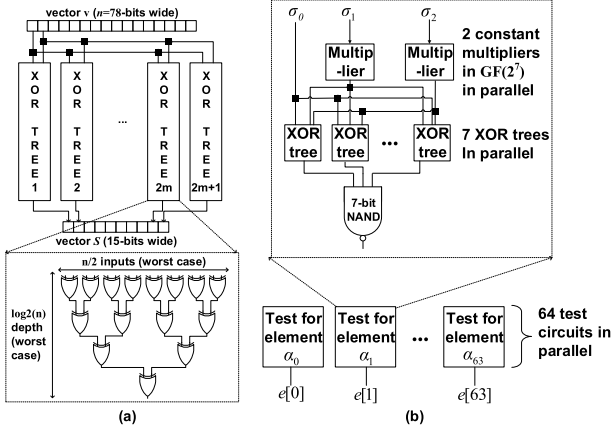 vector v (n=78-bits wide)
XOR TREE 1
XOR TREE 2
...
XOR TREE 2m
XOR TREE 2m+1
vector S (15-bits wide)
n/2 inputs (worst case)
log2(n)
depth
(worst
case)
(a)
σ0
σ1
σ2
Multip
-lier
Multip
-lier
2 constant
multipliers
in GF(2⁷)
in parallel
XOR
tree
XOR
tree
...
XOR
tree
7 XOR trees
In parallel
7-bit
NAND
Test for
element
α0
Test for
element
α1
...
Test for
element
α63
64 test
circuits in
parallel
e[0]
e[1]
e[63]
(b)